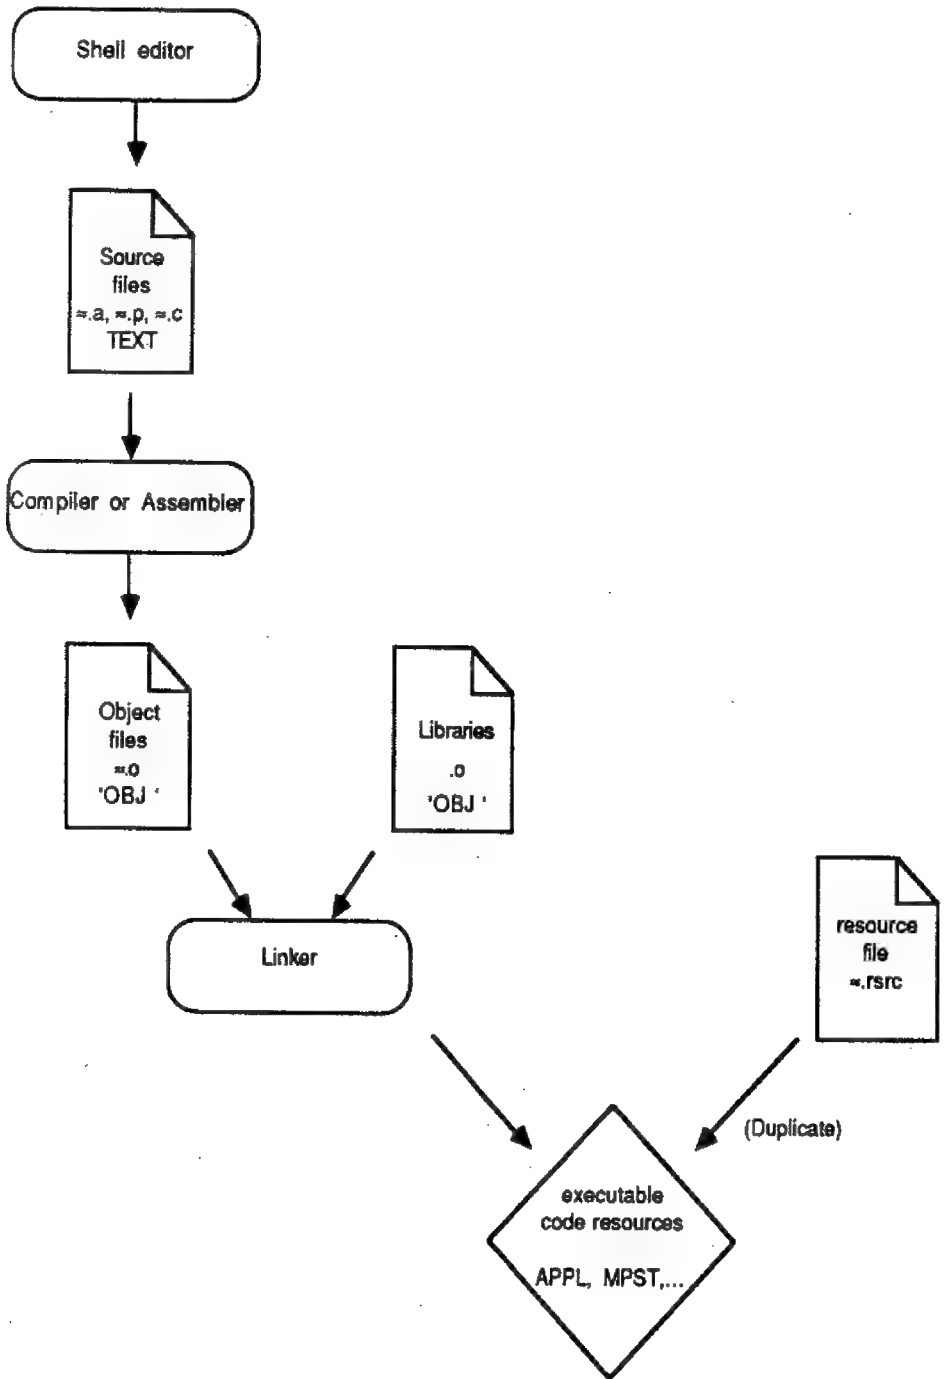 Shell editor
Source
files
≈.a, ≈.p, ≈.c
TEXT
Compiler or Assembler
Object
files
≈.o
'OBJ '
Libraries
.o
'OBJ '
Linker
resource
file
≈.rsrc
(Duplicate)
executable
code resources
APPL, MPST,...